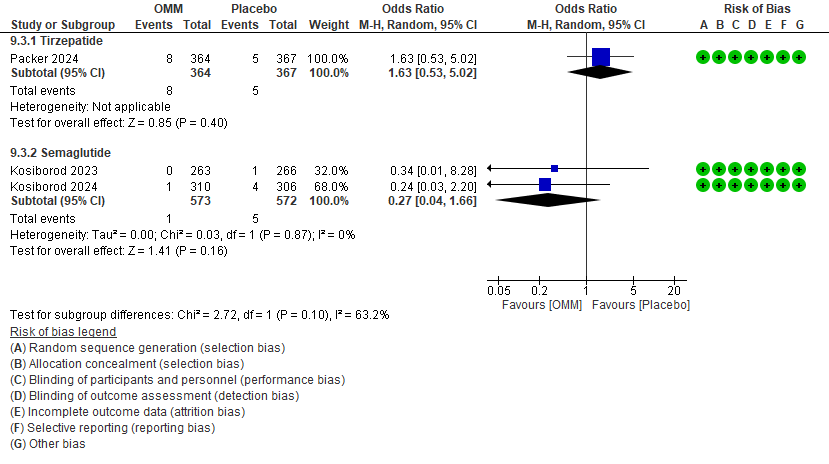 OMM Placebo Odds Ratio Odds Ratio Risk of Bias
Study or Subgroup Events Total Events Total Weight M-H, Random, 95% CI M-H, Random, 95% CI A B C D E F G
9.3.1 Tirzepatide
Packer 2024 8 364 5 367 100.0% 1.63 [0.53, 5.02]
Subtotal (95% CI) 364 367 100.0% 1.63 [0.53, 5.02]
Total events 8 5
Heterogeneity: Not applicable
Test for overall effect: Z = 0.85 (P = 0.40)
9.3.2 Semaglutide
Kosiborod 2023 0 263 1 266 32.0% 0.34 [0.01, 8.28]
Kosiborod 2024 1 310 4 306 68.0% 0.24 [0.03, 2.20]
Subtotal (95% CI) 573 572 100.0% 0.27 [0.04, 1.66]
Total events 1 5
Heterogeneity: Tau² = 0.00; Chi² = 0.03, df = 1 (P = 0.87); I² = 0%
Test for overall effect: Z = 1.41 (P = 0.16)
0.05 0.2 1 5 20
Favours [OMM] Favours [Placebo]
Test for subgroup differences: Chi² = 2.72, df = 1 (P = 0.10), I² = 63.2%
Risk of bias legend
(A) Random sequence generation (selection bias)
(B) Allocation concealment (selection bias)
(C) Blinding of participants and personnel (performance bias)
(D) Blinding of outcome assessment (detection bias)
(E) Incomplete outcome data (attrition bias)
(F) Selective reporting (reporting bias)
(G) Other bias